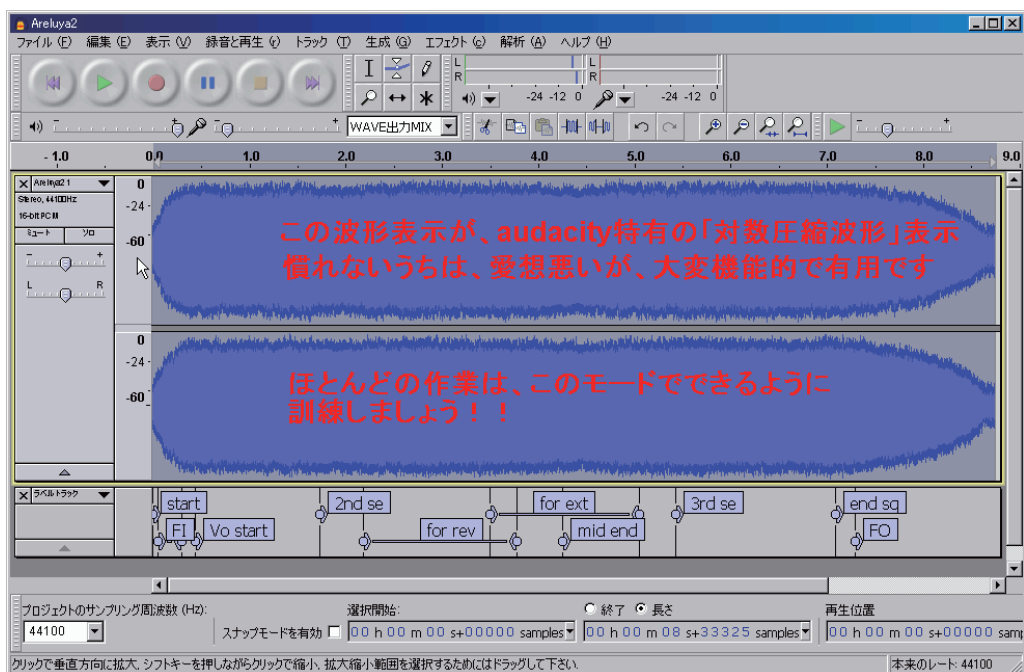 Areluya2
ファイル (F) 編集 (E) 表示 (V) 録音と再生 (r) トラック (T) 生成 (G) エフェクト (c) 解析 (A) ヘルプ (H)
L
R
L
R
-24 -12 0
-24 -12 0
WAVE出力MIX
- 1.0 0.0 1.0 2.0 3.0 4.0 5.0 6.0 7.0 8.0 9.0
Areluya2 1
Stereo, 44100Hz
16-bit PCM
ミュート ソロ
- +
L R
0
-24
-60
この波形表示が、audacity特有の「対数圧縮波形」表示
慣れないうちは、愛想悪いが、大変機能的で有用です
0
-24
-60
ほとんどの作業は、このモードでできるように
訓練しましょう！！
ラベルトラック
start 2nd se for ext 3rd se end sq
FI Vo start for rev mid end FO
プロジェクトのサンプリング周波数 (Hz): 選択開始: 終了 長さ 再生位置
44100 スナップモードを有効 00 h 00 m 00 s+00000 samples 00 h 00 m 08 s+33325 samples 00 h 00 m 00 s+00000 sam
クリックで垂直方向に拡大, シフトキーを押しながらクリックで縮小, 拡大縮小範囲を選択するためにはドラッグして下さい. 本来のレート: 44100